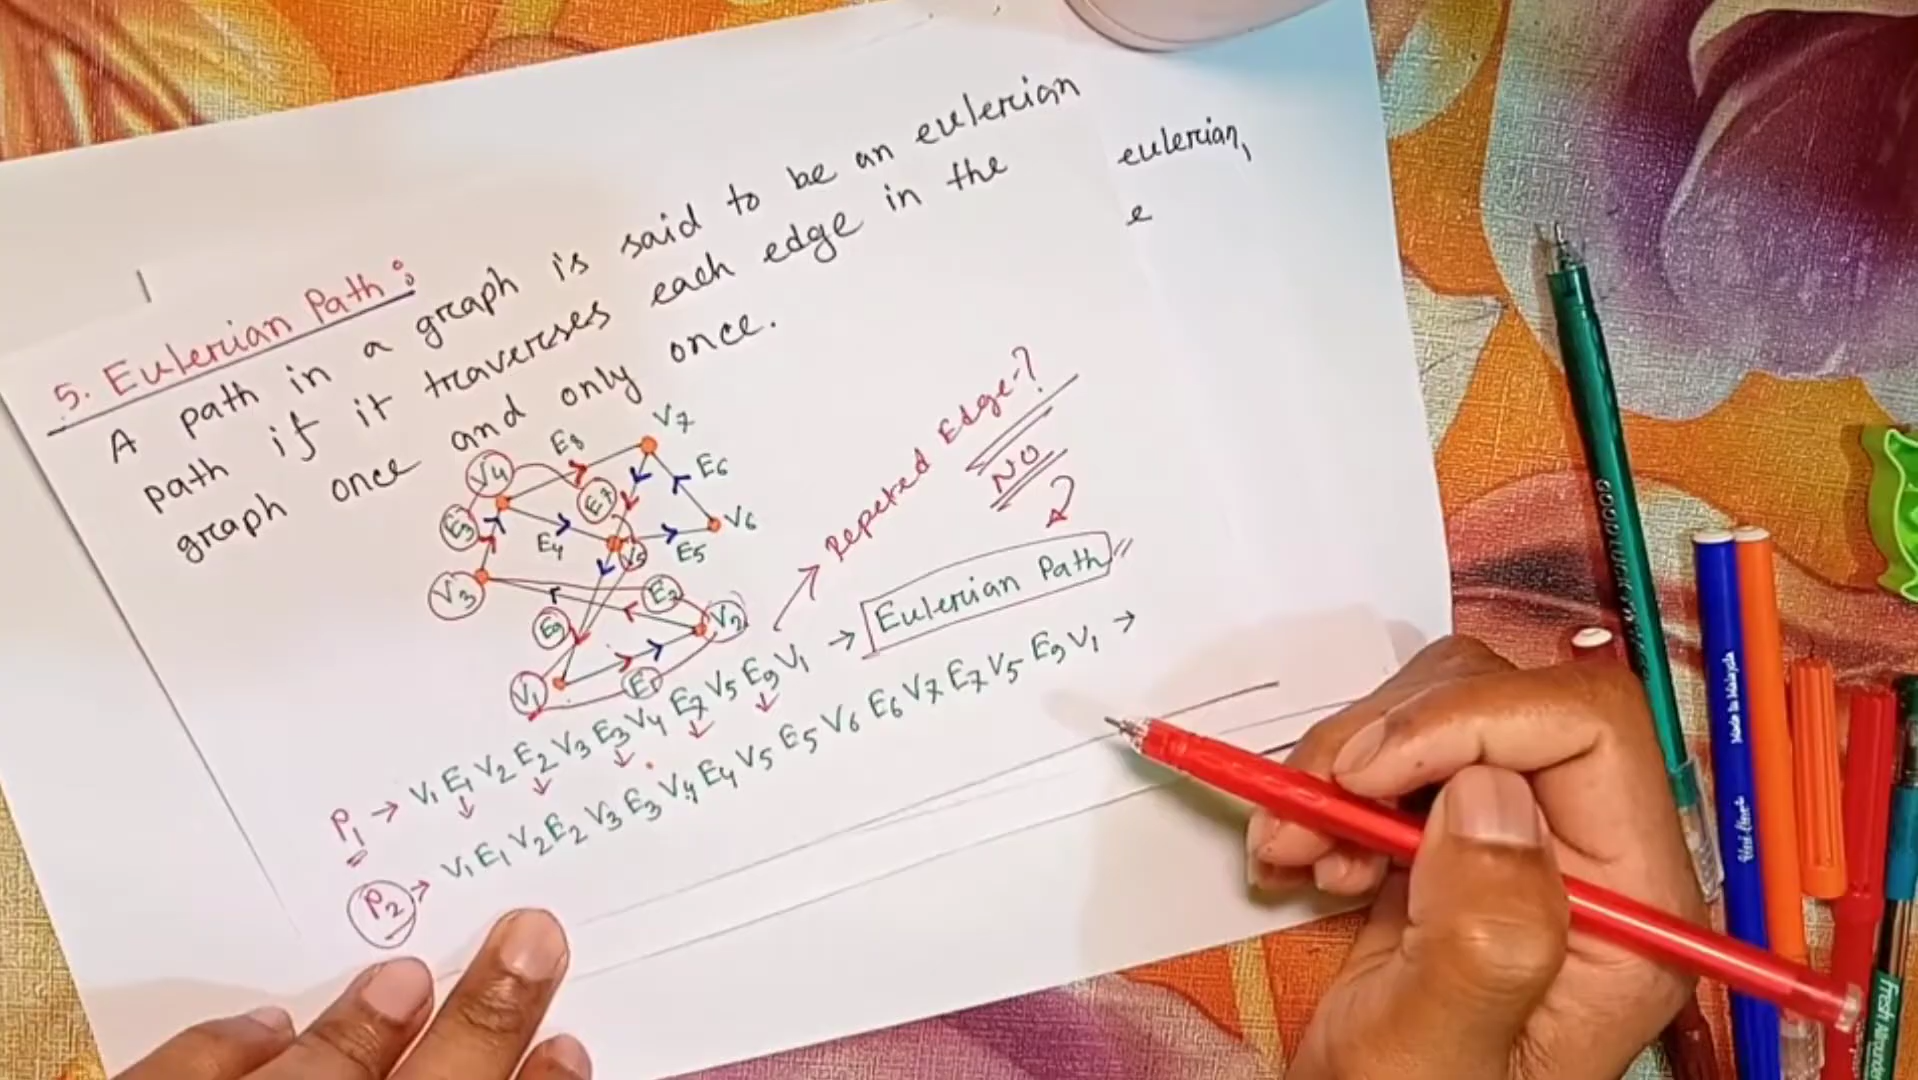 5. Eulerian Path:
A path in a graph is said to be an eulerian
path if it traverses each edge in the
graph once and only once.
eulerian,
e
V7
E8
V4
E6
E7
E3
V6
E4
V5
E5
V3
E2
V2
E9
V1
E1
Repeted Edge-?
NO
P1 → V1 E1 V2 E2 V3 E3 V4 E7 V5 E9 V1 → Eulerian Path
P2 → V1 E1 V2 E2 V3 E3 V4 E4 V5 E5 V6 E6 V7 E7 V5 E9 V1 →